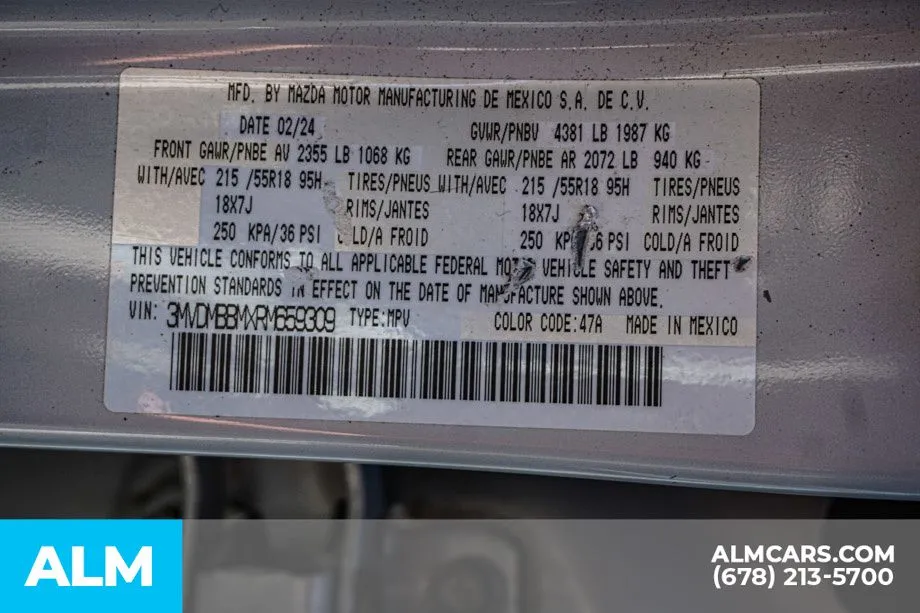 MFD. BY MAZDA MOTOR MANUFACTURING DE MEXICO S.A. DE C.V.
DATE 02/24 GVWR/PNBV 4381 LB 1987 KG
FRONT GAWR/PNBE AV 2355 LB 1068 KG REAR GAWR/PNBE AR 2072 LB 940 KG
WITH/AVEC 215 /55R18 95H TIRES/PNEUS WITH/AVEC 215 /55R18 95H TIRES/PNEUS
18X7J RIMS/JANTES 18X7J RIMS/JANTES
250 KPA/36 PSI LD/A FROID 250 KP 36 PSI COLD/A FROID
THIS VEHICLE CONFORMS TO ALL APPLICABLE FEDERAL MOTOR VEHICLE SAFETY AND THEFT
PREVENTION STANDARDS IN EFFECT ON THE DATE OF MANUFACTURE SHOWN ABOVE.
VIN: 3MVDMBBMXRM659309 TYPE:MPV COLOR CODE:47A MADE IN MEXICO
ALM
ALMCARS.COM
(678) 213-5700